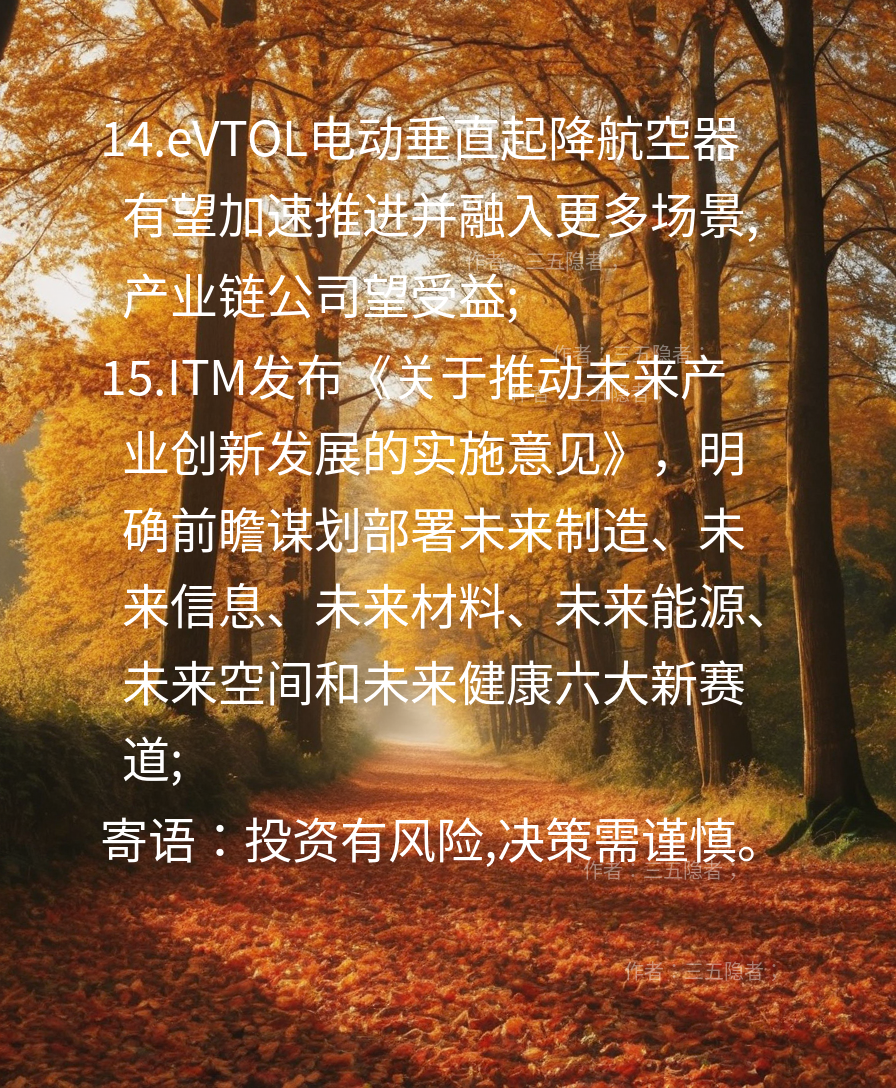 14.eVTOL电动垂直起降航空器
有望加速推进并融入更多场景,
作者：三五隐者；
产业链公司望受益;
作者：三五隐者；
15.ITM发布《关于推动未来产
作者：三五隐者；
业创新发展的实施意见》，明
确前瞻谋划部署未来制造、未
来信息、未来材料、未来能源、
未来空间和未来健康六大新赛
道;
寄语：投资有风险,决策需谨慎。
作者：三五隐者；
作者：三五隐者；